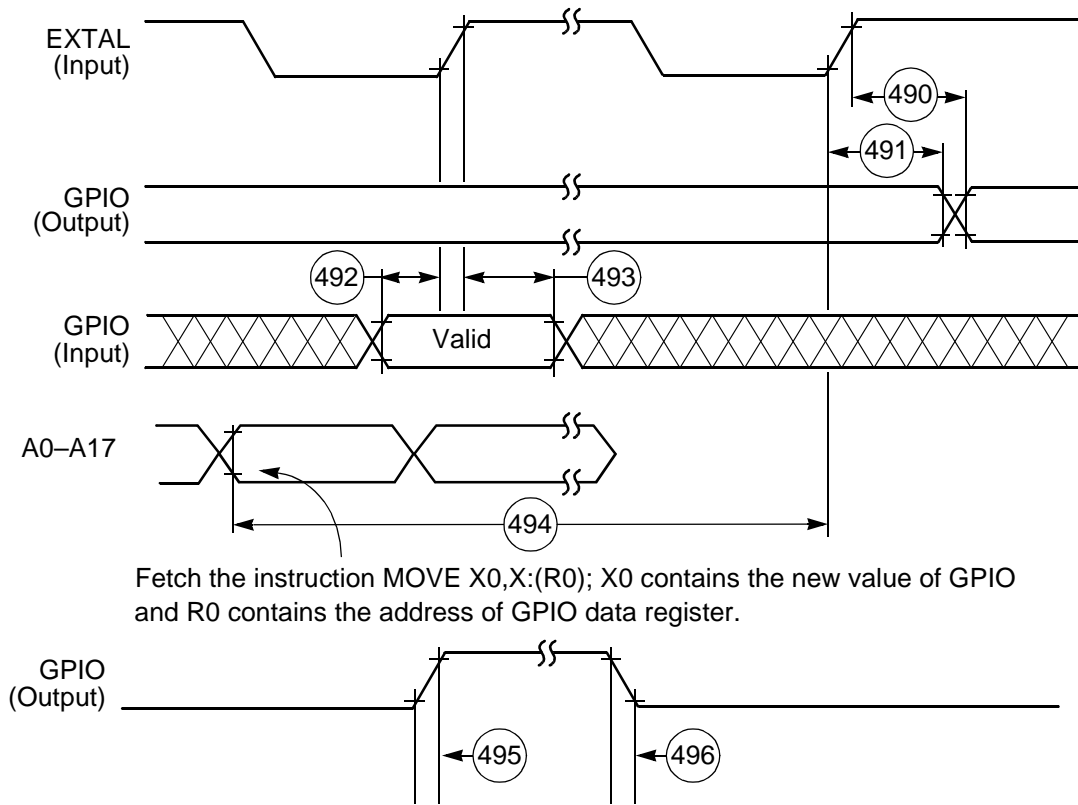 EXTAL
(Input)
490
491
GPIO
(Output)
492
493
GPIO
(Input)
Valid
A0–A17
494
Fetch the instruction MOVE X0,X:(R0); X0 contains the new value of GPIO
and R0 contains the address of GPIO data register.
GPIO
(Output)
495
496